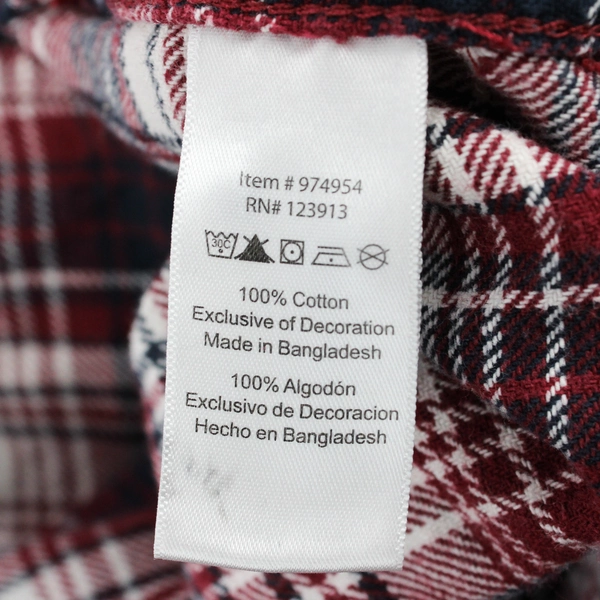 Item # 974954
RN# 123913
30C
100% Cotton
Exclusive of Decoration
Made in Bangladesh
100% Algodón
Exclusivo de Decoracion
Hecho en Bangladesh